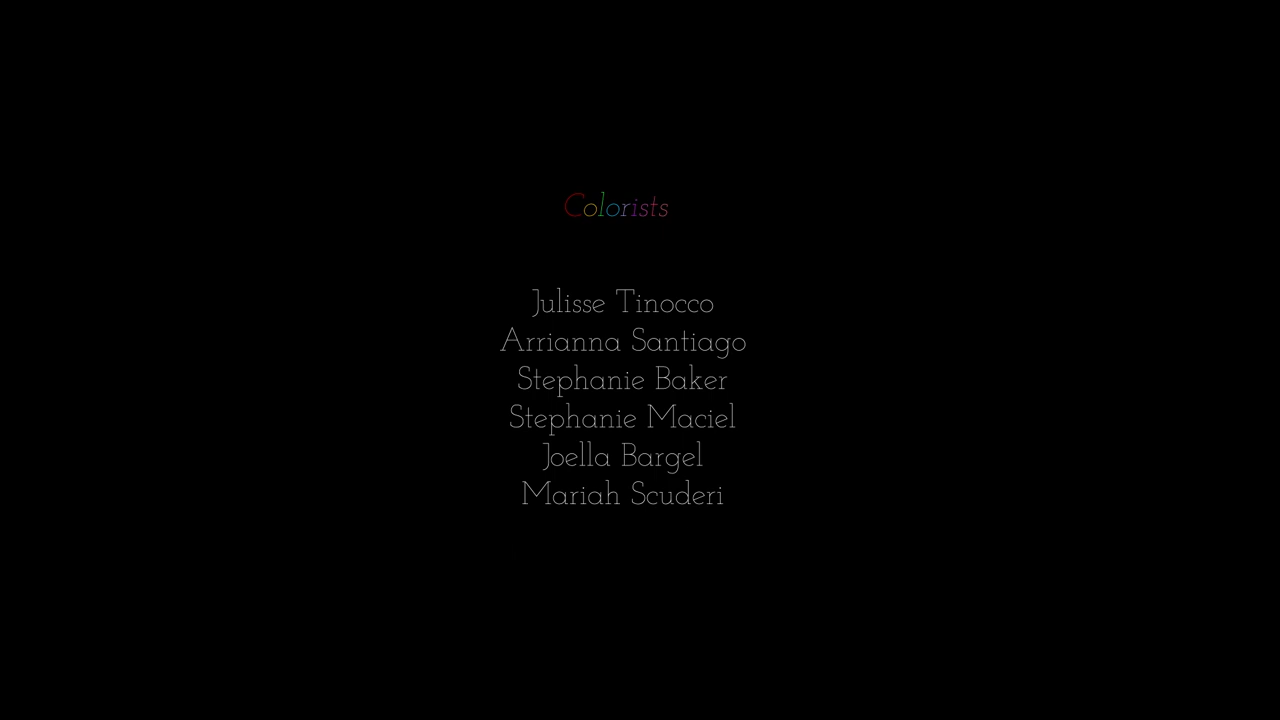 Colorists
Julisse Tinocco
Arrianna Santiago
Stephanie Baker
Stephanie Maciel
Joella Bargel
Mariah Scuderi